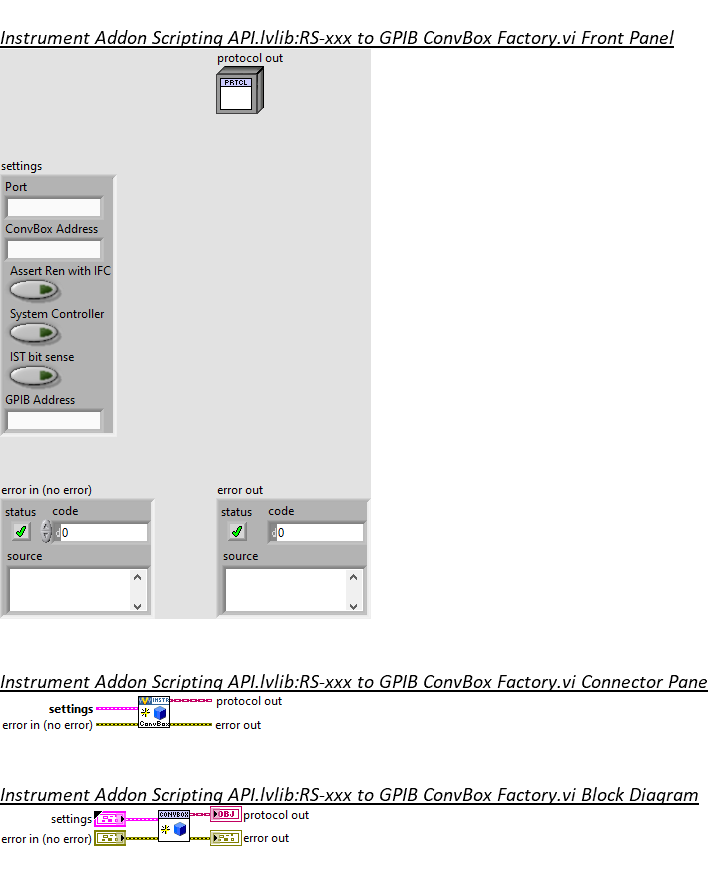 Instrument Addon Scripting API.lvlib:RS-xxx to GPIB ConvBox Factory.vi Front Panel
protocol out
PRTCL
settings
Port
ConvBox Address
Assert Ren with IFC
System Controller
IST bit sense
GPIB Address
error in (no error)
status code
d 0
source
error out
status code
d 0
source
Instrument Addon Scripting API.lvlib:RS-xxx to GPIB ConvBox Factory.vi Connector Pane
settings
error in (no error)
INSTR
ConvBox
protocol out
error out
Instrument Addon Scripting API.lvlib:RS-xxx to GPIB ConvBox Factory.vi Block Diagram
settings
error in (no error)
CONVBOX
OBJ
protocol out
error out